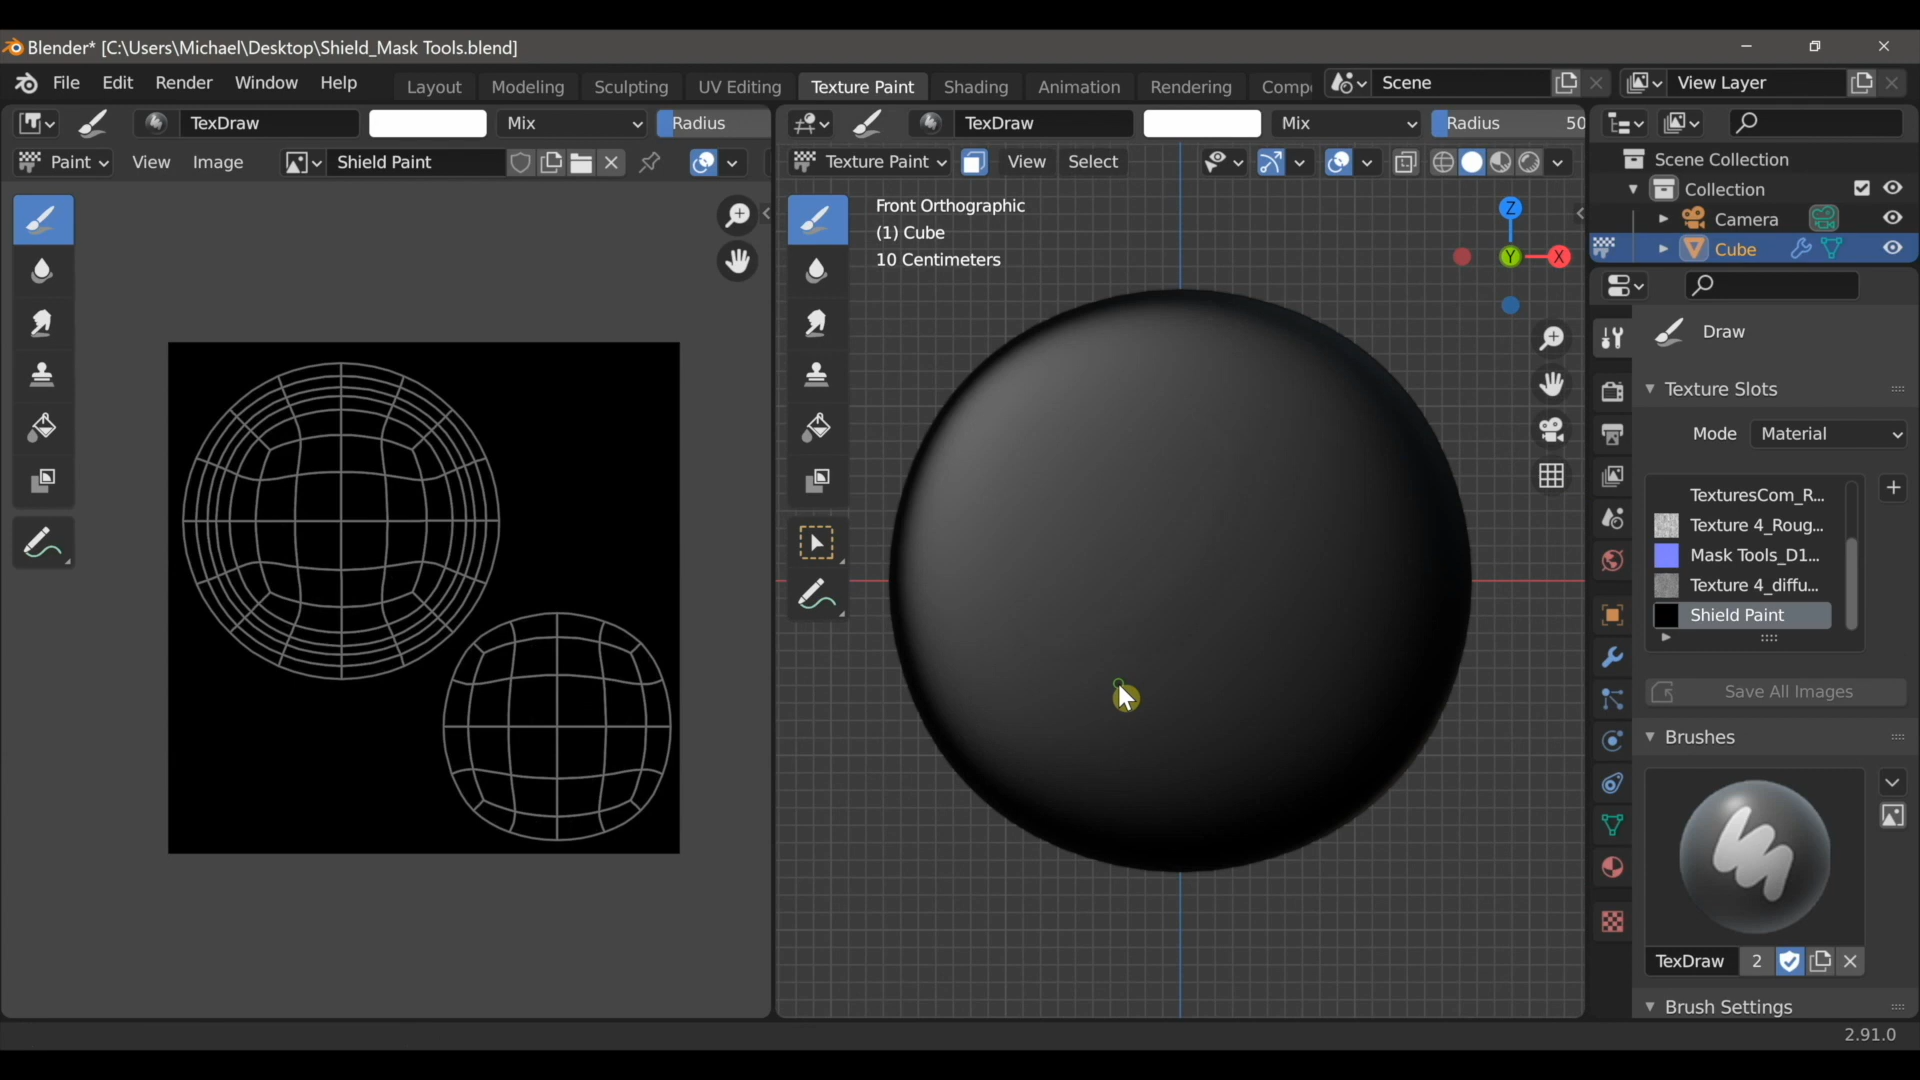 Blender* [C:\Users\Michael\Desktop\Shield_Mask Tools.blend]
File Edit Render Window Help Layout Modeling Sculpting UV Editing Texture Paint Shading Animation Rendering Comp Scene View Layer
TexDraw Mix Radius
TexDraw Mix Radius 50
Paint View Image Shield Paint
Texture Paint View Select
Front Orthographic
(1) Cube
10 Centimeters
Z
Y
X
Scene Collection
Collection
Camera
Cube
Draw
Texture Slots
Mode Material
TexturesCom_R...
Texture 4_Roug...
Mask Tools_D1...
Texture 4_diffu...
Shield Paint
Save All Images
Brushes
TexDraw 2
Brush Settings
2.91.0